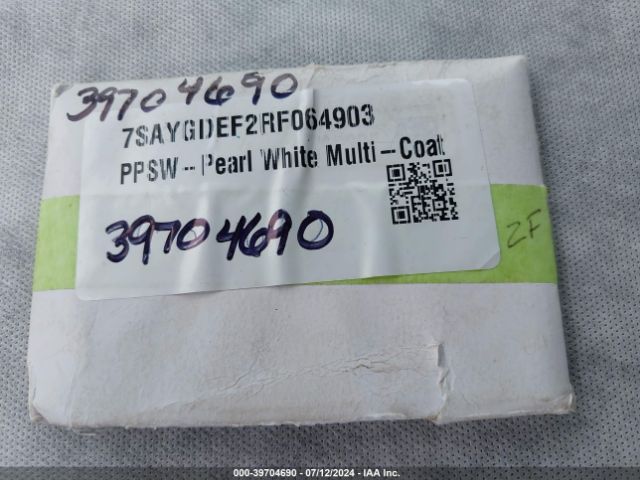 39704690
7SAYGDEF2RF064903
PPSW--Pearl White Multi-Coat
39704690
2F
000-39704690 - 07/12/2024 - IAA Inc.